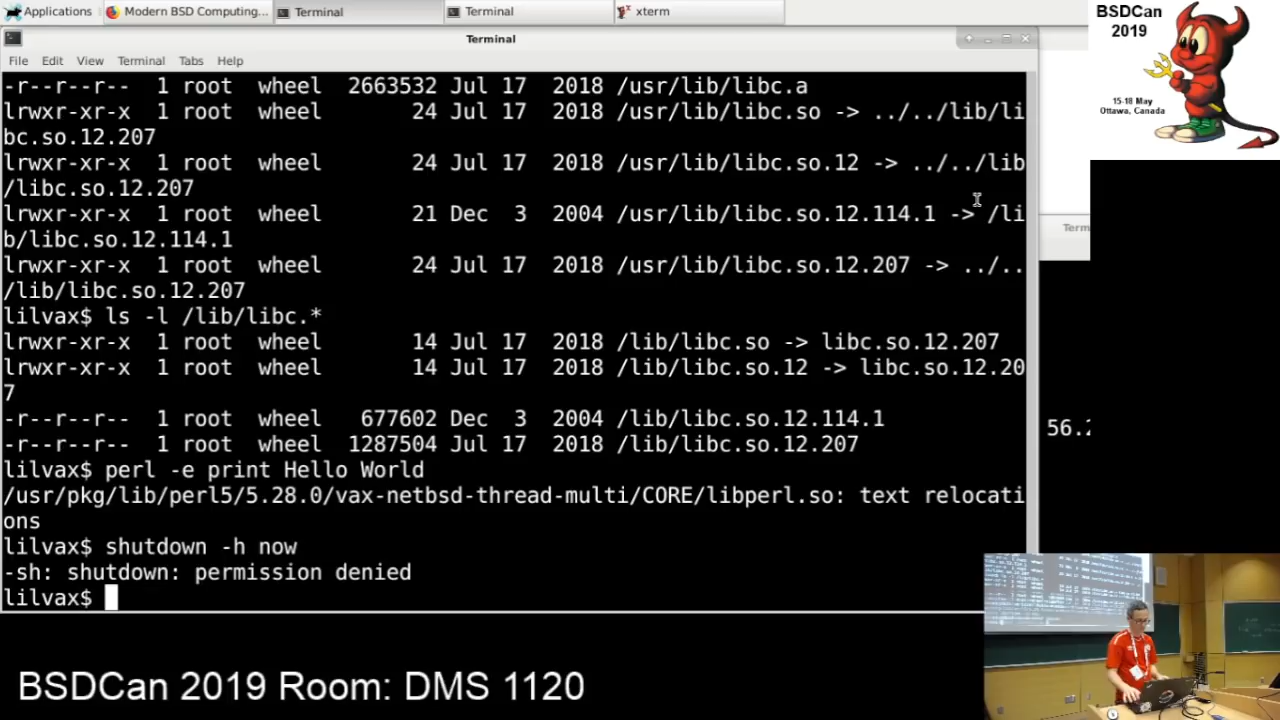 Applications
Modern BSD Computing...
Terminal
Terminal
xterm
Terminal
File Edit View Terminal Tabs Help
-r--r--r-- 1 root wheel 2663532 Jul 17 2018 /usr/lib/libc.a
lrwxr-xr-x 1 root wheel 24 Jul 17 2018 /usr/lib/libc.so -> ../../lib/li
bc.so.12.207
lrwxr-xr-x 1 root wheel 24 Jul 17 2018 /usr/lib/libc.so.12 -> ../../lib
/libc.so.12.207
lrwxr-xr-x 1 root wheel 21 Dec 3 2004 /usr/lib/libc.so.12.114.1 -> /li
b/libc.so.12.114.1
lrwxr-xr-x 1 root wheel 24 Jul 17 2018 /usr/lib/libc.so.12.207 -> ../..
/lib/libc.so.12.207
lilvax$ ls -l /lib/libc.*
lrwxr-xr-x 1 root wheel 14 Jul 17 2018 /lib/libc.so -> libc.so.12.207
lrwxr-xr-x 1 root wheel 14 Jul 17 2018 /lib/libc.so.12 -> libc.so.12.20
7
-r--r--r-- 1 root wheel 677602 Dec 3 2004 /lib/libc.so.12.114.1
-r--r--r-- 1 root wheel 1287504 Jul 17 2018 /lib/libc.so.12.207
lilvax$ perl -e print Hello World
/usr/pkg/lib/perl5/5.28.0/vax-netbsd-thread-multi/CORE/libperl.so: text relocati
ons
lilvax$ shutdown -h now
-sh: shutdown: permission denied
lilvax$
BSDCan
2019
15-18 May
Ottawa, Canada
Term
BSDCan 2019 Room: DMS 1120